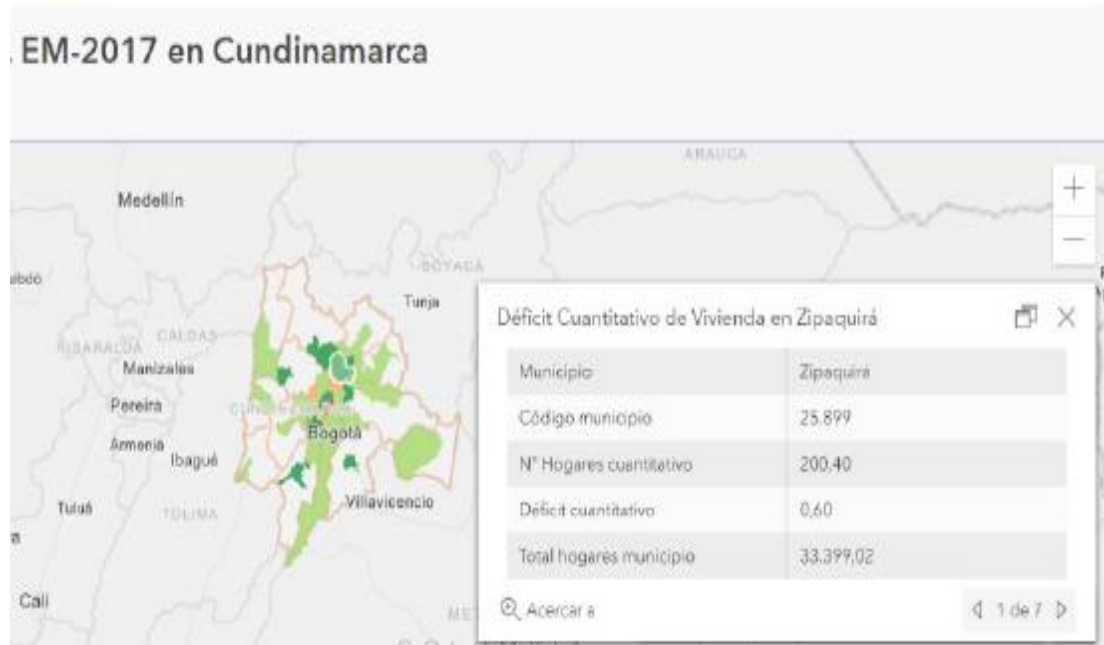 . EM-2017 en Cundinamarca
ARAUCA
Medellín
BOYACÁ
Tunja
CALDAS
RISARALDA
Manizales
Pereira
Bogotá
Armenia
Ibagué
Villavicencio
Tuluá
TOLIMA
Cali
MET
+
−
Déficit Cuantitativo de Vivienda en Zipaquirá
Municipio Zipaquirá
Código municipio 25.899
N° Hogares cuantitativo 200,40
Déficit cuantitativo 0,60
Total hogares municipio 33.399,02
Acercar a
1 de 7